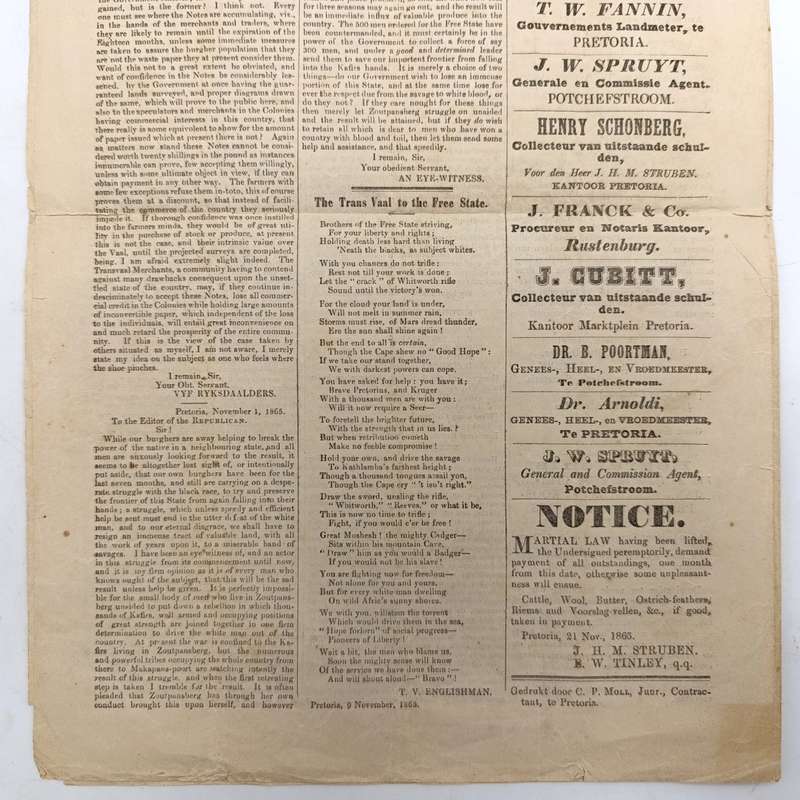 gained, but is the former? I think not. Every
one must see where the Notes are accumulating, viz.,
in the hands of the merchants and traders, where
they are likely to remain until the expiration of the
Eighteen months, unless some immediate measures
are taken to assure the burgher population that they
are not the waste paper they at present consider them.
Would this not to a great extent be obviated, and
want of confidence in the Notes be considerably les-
sened, by the Government at once having the guar-
anteed lands surveyed, and proper diagrams drawn
of the same, which will prove to the public here, and
also to the speculators and merchants in the Colonies
having commercial interests in this country, that
there really is some equivalent to show for the amount
of paper issued which at present there is not? Again
as matters now stand these Notes cannot be consi-
dered worth twenty shillings in the pound as instances
innumerable can prove, few accepting them willingly,
unless with some ultimate object in view, if they can
obtain payment in any other way. The farmers with
some few exceptions refuse them in-toto, this of course
proves them at a discount, so that instead of facili-
tating the commerce of the country they seriously
impede it. If thorough confidence was once instilled
into the farmers minds, they would be of great uti-
lity in the purchase of stock or produce, at present
this is not the case, and their intrinsic value over
the Vaal, until the projected surveys are completed,
being, I am afraid extremely slight indeed. The
Transvaal Merchants, a community having to contend
against many drawbacks consequent upon the unset-
tled state of the country, may, if they continue in-
desciminately to accept these Notes, lose all commer-
cial credit in the Colonies while holding large amounts
of inconvertible paper, which independent of the loss
to the individuals, will entail great inconvenience on
and much retard the prosperity of the entire commu-
nity. If this is the view of the case taken by
others situated as myself, I am not aware, I merely
state my idea on the subject as one who feels where
the shoe pinches.
I remain, Sir,
Your Obt. Servant,
VYF RYKSDAALDERS.
Pretoria, November 1, 1865.
To the Editor of the REPUBLICAN.
Sir!
While our burghers are away helping to break the
power of the native in a neighbouring state, and all
men are anxously looking forward to the result, it
seems to be altogether lost sight of, or intentionally
put aside, that our own burghers have been for the
last seven months, and still are carrying on a despe-
rate struggle with the black race, to try and preserve
the frontier of this State from again falling into their
hands; a struggle, which unless speedy and efficient
help be sent must end in the utter defeat of the white
man, and to our eternal disgrace, we shall have to
resign an immense tract of valuable land, with all
the work of years upon it, to a miserable band of
savages. I have been an eye witness of, and an actor
in this struggle from its commencement until now,
and it is my firm opinion as it is of every man who
knows ought of the subject, that this will be the sad
result unless help be given. It is perfectly impossi-
ble for the small body of men who live in Zoutpans-
berg unaided to put down a rebellion in which thou-
sands of Kafirs, well armed and occupying positions
of great strength are joined together in one firm
determination to drive the white man out of the
country. At present the war is confined to the Ka-
firs living in Zoutpansberg, but the numerous
and powerful tribes occupying the whole country from
there to Makapans-poort are watching intently the
result of this struggle, and when the first retreating
step is taken I tremble for the result. It is often
pleaded that Zoutpansberg has through her own
conduct brought this upon herself, and however
for three seasons may again go out, and the result will
be an immediate influx of valuable produce into the
country. The 500 men ordered for the Free State have
been countermanded, and it must certainly be in the
power of the Government to collect a force of say
300 men, and under a good and determined leader
send them to save our important frontier from falling
into the Kafirs hands. It is merely a choice of two
things—do our Government wish to lose an immense
portion of this State, and at the same time lose for
ever the respect due from the savage to white blood, or
do they not? If they care nought for these things
then merely let Zoutpansberg struggle on unaided
and the result will be attained, but if they do wish
to retain all which is dear to men who have won a
country with blood and toil, then let them send some
help and assistance, and that speedily.
I remain, Sir,
Your obedient Servant,
AN EYE-WITNESS.
The Trans Vaal to the Free State.
Brothers of the Free State striving,
For your liberty and rights;
Holding death less hard than living
'Neath the blacks, as subject whites.
With you chances do not trifle:
Rest not till your work is done;
Let the "crack" of Whitworth rifle
Sound until the victory's won.
For the cloud your land is under,
Will not melt in summer rain,
Storms must rise, of Mars dread thunder,
Ere the sun shall shine again!
But the end to all is certain,
Though the Cape shew no "Good Hope":
If we take our stand together,
We with darkest powers can cope.
You have asked for help: you have it;
Brave Pretorius, and Kruger
With a thousand men are with you:
Will it now require a Seer—
To foretell the brighter future,
With the strength that in us lies?
But when retribution cometh
Make no feeble compromise!
Hold your own, and drive the savage
To Kathlamba's farthest height;
Though a thousand tongues assail you,
Though the Cape cry "t isn't right."
Draw the sword, unsling the rifle,
"Whitworth," "Reeves," or what it be,
This is now no time to trifle;
Fight, if you would e'er be free!
Great Moshesh! the mighty Codger—
Sits within his mountain Cave,
"Draw" him as you would a Badger—
If you would not be his slave!
You are fighting now for freedom—
Not alone for you and yours,
But for every white man dwelling
On wild Afric's sunny shores.
We with you, will stem the torrent
Which would drive them in the sea,
"Hope forlorn" of social progress—
Pioneers of Liberty!
Wait a bit, the men who blame us,
Soon the mighty sense will know
Of the service we have done them:—
And will shout aloud—"Bravo"!
T. V. ENGLISHMAN.
Pretoria, 9 November, 1865.
T. W. FANNIN,
Gouvernements Landmeter, te
PRETORIA.
J. W. SPRUYT,
Generale en Commissie Agent.
POTCHEFSTROOM.
HENRY SCHONBERG,
Collecteur van uitstaande schul-
den,
Voor den Heer J. H. M. STRUBEN.
KANTOOR PRETORIA.
J. FRANCK & Co.
Procureur en Notaris Kantoor,
Rustenburg.
J. CUBITT,
Collecteur van uitstaande schul-
den.
Kantoor Marktplein Pretoria.
DR. B. POORTMAN,
GENEES-, HEEL-, EN VROEDMEESTER,
Te Potchefstroom.
Dr. Arnoldi,
GENEES-, HEEL-, en VROEDMEESTER,
Te PRETORIA.
J. W. SPRUYT,
General and Commission Agent,
Potchefstroom.
NOTICE.
MARTIAL LAW having been lifted,
the Undersigned peremptorily, demand
payment of all outstandings, one month
from this date, otherwise some unpleasant-
ness will ensue.
Cattle, Wool, Butter, Ostrich-feathers,
Riems and Voorslag-vellen, &c., if good,
taken in payment.
Pretoria, 21 Nov., 1865.
J. H. M. STRUBEN.
E. W. TINLEY, q.q.
Gedrukt door C. P. MOLL, Junr., Contrac-
tant, te Pretoria.